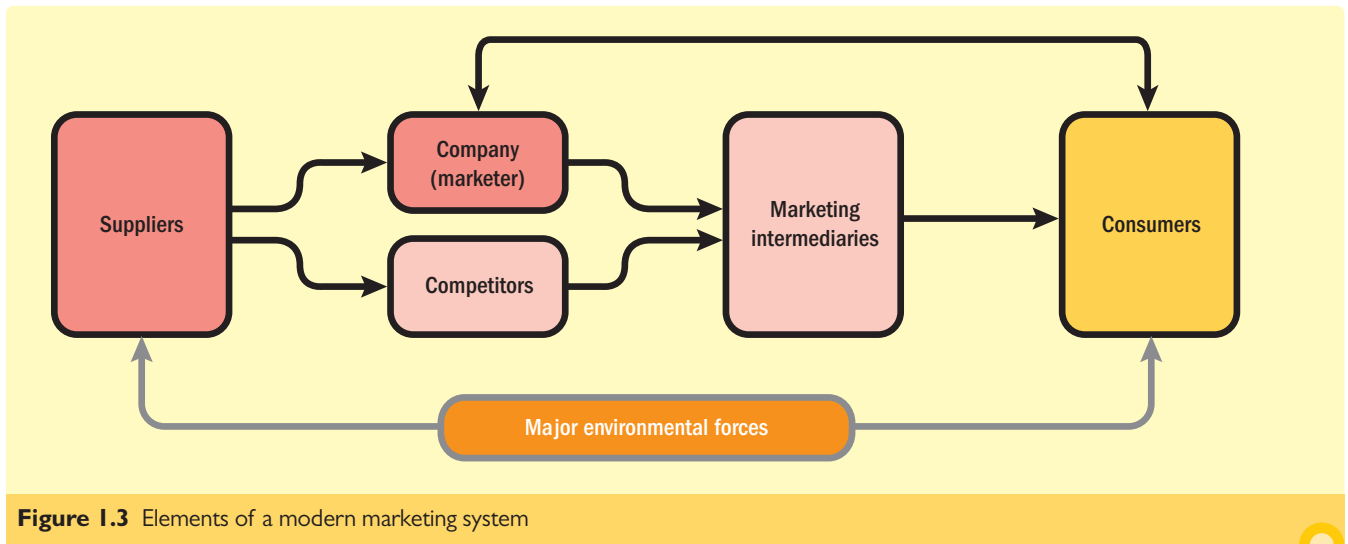 Suppliers
Company
(marketer)
Competitors
Marketing
intermediaries
Consumers
Major environmental forces
Figure 1.3 Elements of a modern marketing system